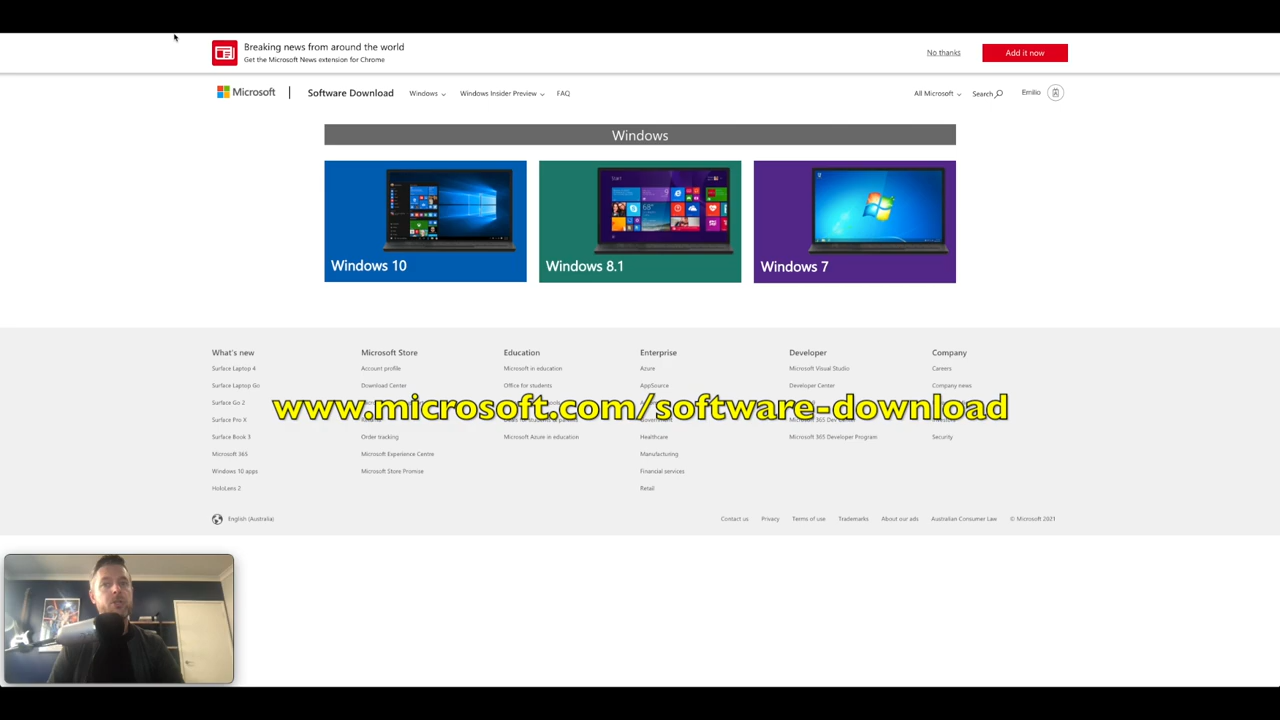 Breaking news from around the world
Get the Microsoft News extension for Chrome
No thanks
Add it now
Microsoft
Software Download
Windows
Windows Insider Preview
FAQ
All Microsoft
Search
Emilio
Windows
Windows 10
Windows 8.1
Windows 7
What's new
Surface Laptop 4
Surface Laptop Go
Surface Go 2
Surface Pro X
Surface Book 3
Microsoft 365
Windows 10 apps
HoloLens 2
Microsoft Store
Account profile
Download Center
Order tracking
Microsoft Experience Centre
Microsoft Store Promise
Education
Microsoft in education
Office for students
Microsoft Azure in education
Enterprise
Azure
AppSource
Government
Healthcare
Manufacturing
Financial services
Retail
Developer
Microsoft Visual Studio
Developer Center
Microsoft 365 Developer Program
Company
Careers
Company news
Security
www.microsoft.com/software-download
English (Australia)
Contact us
Privacy
Terms of use
Trademarks
About our ads
Australian Consumer Law
© Microsoft 2021